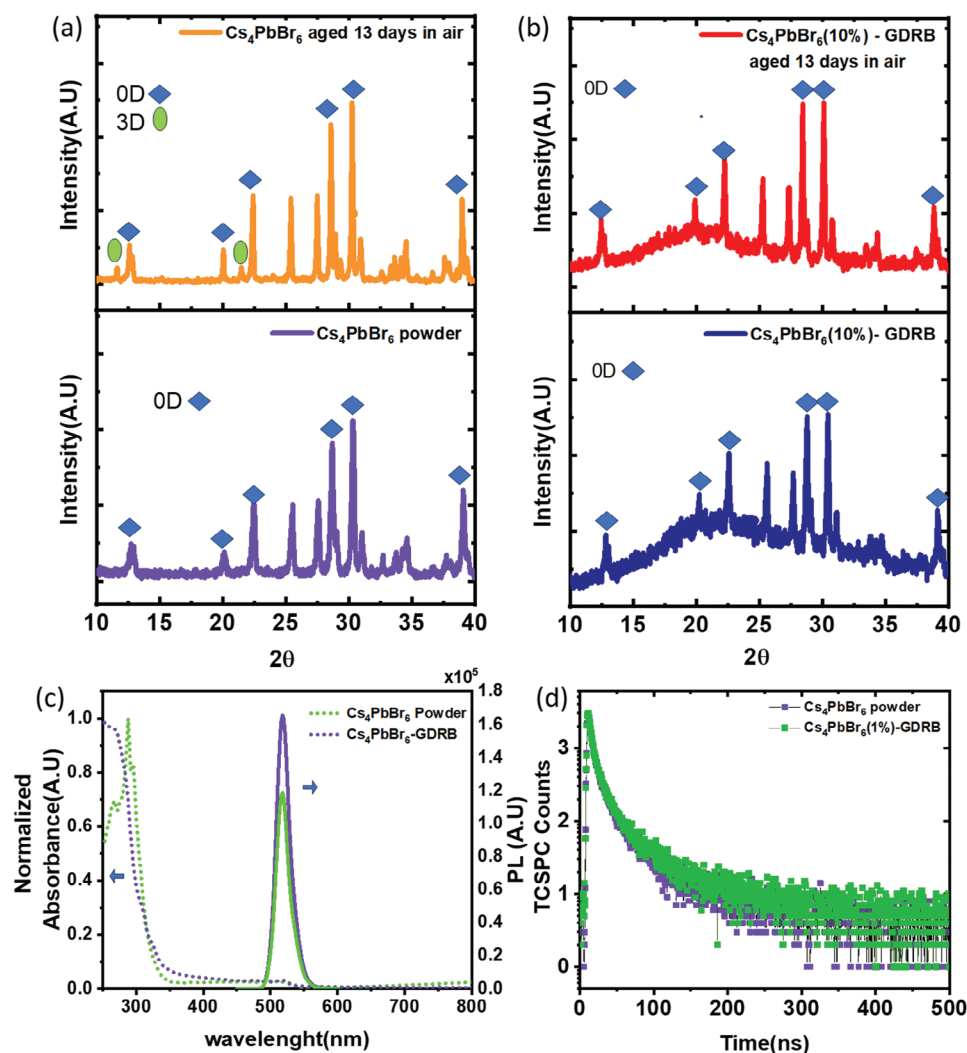 (a)
Cs₄PbBr₆ aged 13 days in air
0D
3D
Intensity(A.U)
Cs₄PbBr₆ powder
0D
Intensity(A.U)
10 15 20 25 30 35 40
2θ
(b)
Cs₄PbBr₆(10%) - GDRB
aged 13 days in air
0D
Intensity(A.U)
Cs₄PbBr₆(10%)- GDRB
0D
Intensity(A.U)
10 15 20 25 30 35 40
2θ
(c)
x10⁵
Cs₄PbBr₆ Powder
Cs₄PbBr₆-GDRB
Normalized
Absorbance(A.U)
1.0
0.8
0.6
0.4
0.2
0.0
1.8
1.6
1.4
1.2
1.0
0.8
0.6
0.4
0.2
0.0
PL (A.U)
300 400 500 600 700 800
wavelenght(nm)
(d)
Cs₄PbBr₆ powder
Cs₄PbBr₆(1%)-GDRB
TCSPC Counts
3
2
1
0
0 100 200 300 400 500
Time(ns)